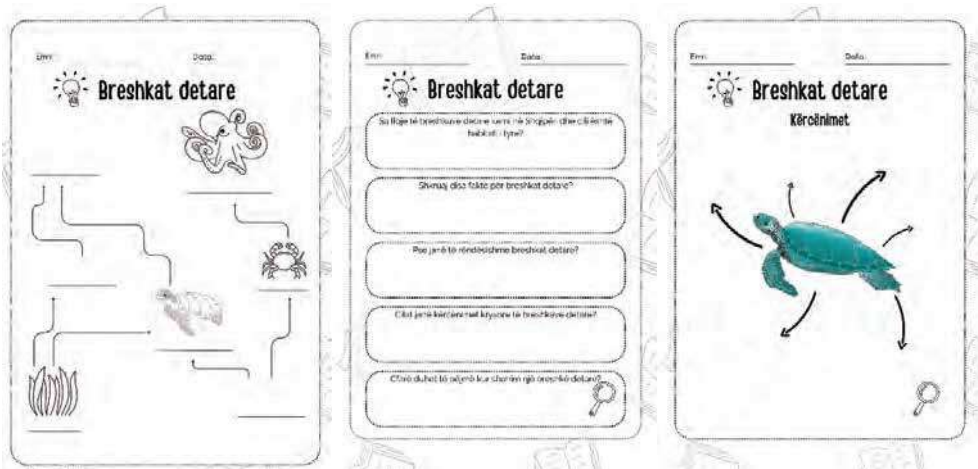 Emri:
Data:
Breshkat detare
Emri:
Data:
Breshkat detare
Sa lloje të breshkave detare kemi në Shqipëri dhe cili është
habitati i tyre?
Shkruaj disa fakte për breshkat detare?
Pse janë të rëndësishme breshkat detare?
Cilat janë kërcënimet kryesore të breshkave detare?
Çfarë duhet të bëjmë kur shohim një breshkë detare?
Emri:
Data:
Breshkat detare
Kërcënimet